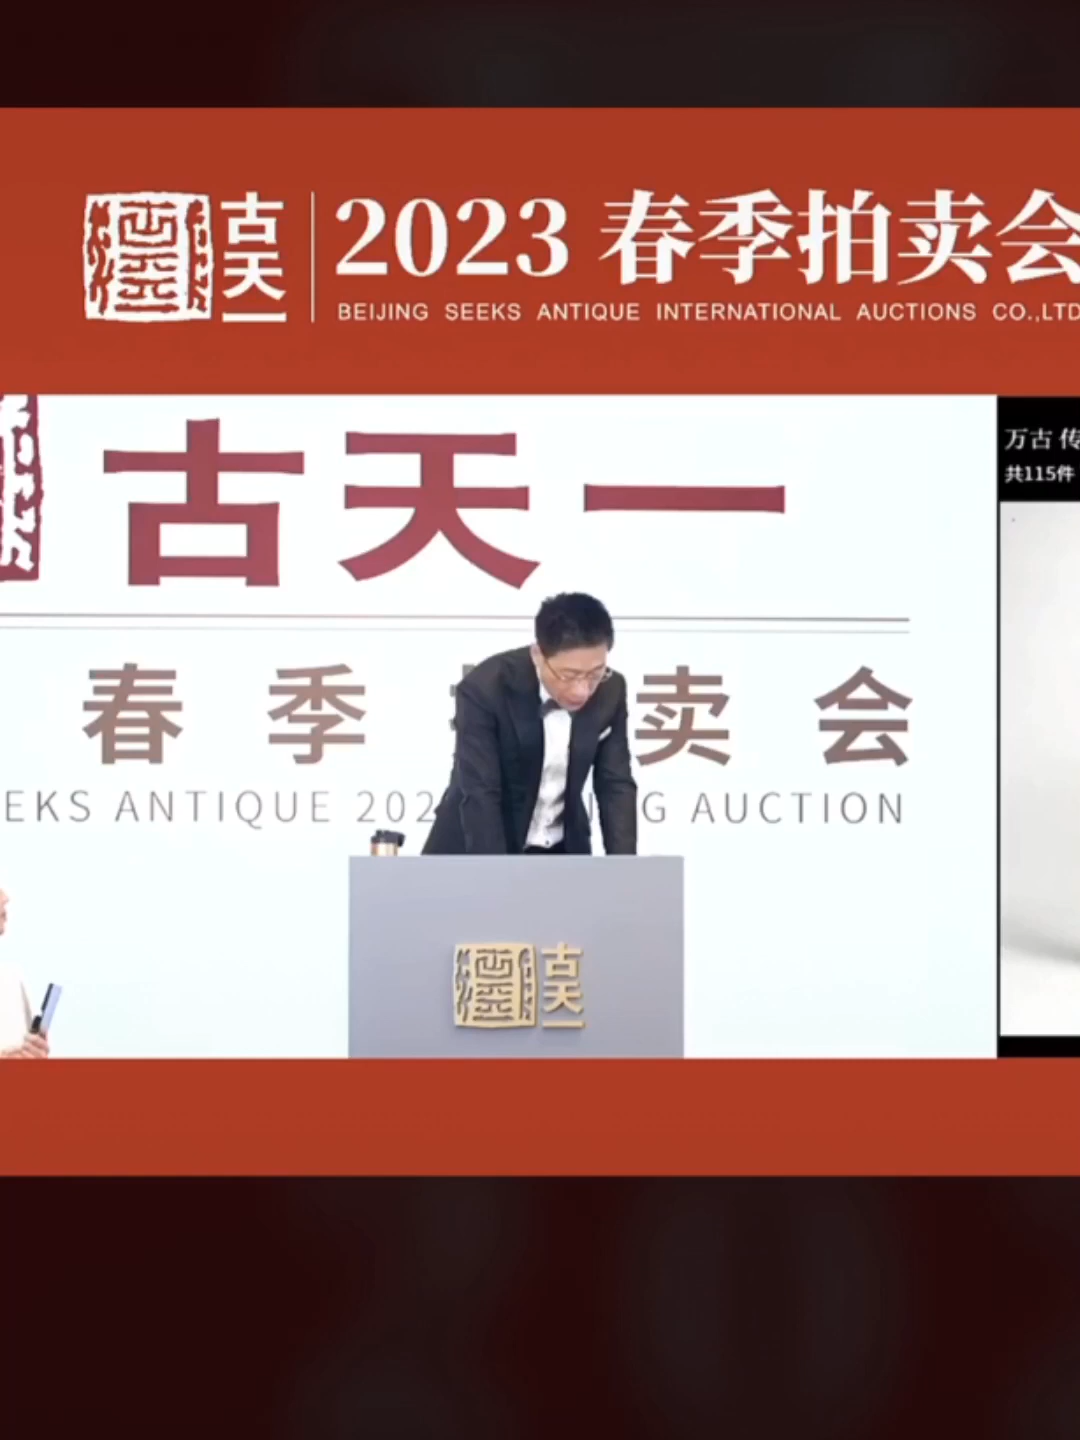 古天一
2023 春季拍卖会
BEIJING SEEKS ANTIQUE INTERNATIONAL AUCTIONS CO.,LTD
古天一
春季 卖会
EKS ANTIQUE 202 NG AUCTION
万古 传
共115件
古天一